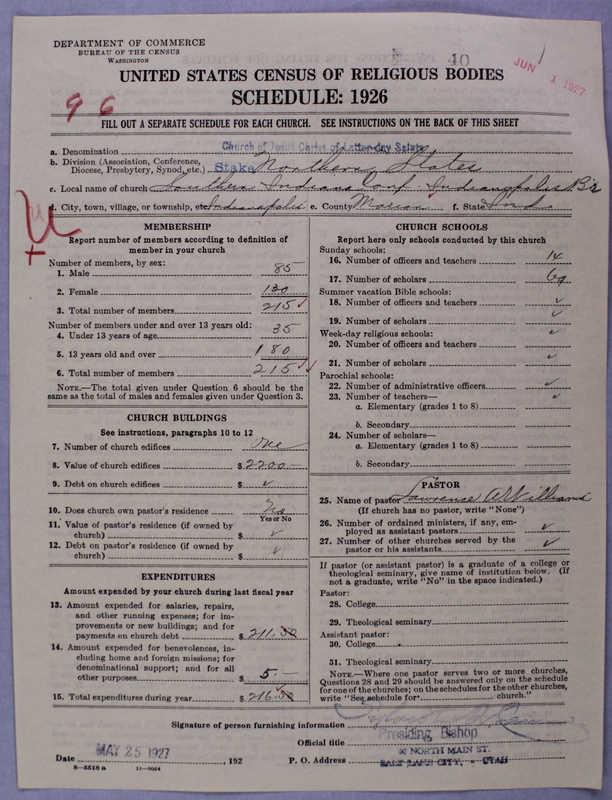 DEPARTMENT OF COMMERCE
BUREAU OF THE CENSUS
WASHINGTON
40
JUN 1 1927
UNITED STATES CENSUS OF RELIGIOUS BODIES
SCHEDULE: 1926
96
FILL OUT A SEPARATE SCHEDULE FOR EACH CHURCH. SEE INSTRUCTIONS ON THE BACK OF THIS SHEET
a. Denomination Church of Jesus Christ of Latter-day Saints
b. Division (Association, Conference, Diocese, Presbytery, Synod, etc.) Stake Northern States
c. Local name of church Southern Indiana Conf. Indianapolis Br
d. City, town, village, or township, etc. Indianapolis e. County Marion f. State Ind
MEMBERSHIP
Report number of members according to definition of
member in your church
Number of members, by sex:
1. Male 85
2. Female 130
3. Total number of members 215
Number of members under and over 13 years old:
4. Under 13 years of age 35
5. 13 years old and over 180
6. Total number of members 215
NOTE.—The total given under Question 6 should be the
same as the total of males and females given under Question 3.
CHURCH BUILDINGS
See instructions, paragraphs 10 to 12
7. Number of church edifices One
8. Value of church edifices $ 2200.—
9. Debt on church edifices $ ✓
10. Does church own pastor's residence
Yes or No
11. Value of pastor's residence (if owned by
church) $ ✓
12. Debt on pastor's residence (if owned by
church) $ ✓
EXPENDITURES
Amount expended by your church during last fiscal year
13. Amount expended for salaries, repairs,
and other running expenses; for im-
provements or new buildings; and for
payments on church debt $ 211.50
14. Amount expended for benevolences, in-
cluding home and foreign missions; for
denominational support; and for all
other purposes $ 5.—
15. Total expenditures during year $ 216.50
CHURCH SCHOOLS
Report here only schools conducted by this church
Sunday schools:
16. Number of officers and teachers 14
17. Number of scholars 69
Summer vacation Bible schools:
18. Number of officers and teachers ✓
19. Number of scholars ✓
Week-day religious schools:
20. Number of officers and teachers ✓
21. Number of scholars ✓
Parochial schools:
22. Number of administrative officers ✓
23. Number of teachers— ✓
a. Elementary (grades 1 to 8)
b. Secondary
24. Number of scholars—
a. Elementary (grades 1 to 8)
b. Secondary
PASTOR
25. Name of pastor Lawrence A Williams
(If church has no pastor, write "None")
26. Number of ordained ministers, if any, em-
ployed as assistant pastors ✓
27. Number of other churches served by the
pastor or his assistants ✓
If pastor (or assistant pastor) is a graduate of a college or
theological seminary, give name of institution below. (If
not a graduate, write "No" in the space indicated.)
Pastor:
28. College
29. Theological seminary
Assistant pastor:
30. College
31. Theological seminary
NOTE.—Where one pastor serves two or more churches,
Questions 28 and 29 should be answered only on the schedule
for one of the churches; on the schedules for the other churches,
write "See schedule for church."
Signature of person furnishing information
Official title Presiding Bishop
Date MAY 25 1927, 192 P. O. Address 40 NORTH MAIN ST.
SALT LAKE CITY, - UTAH
8—5518 a 11—9024